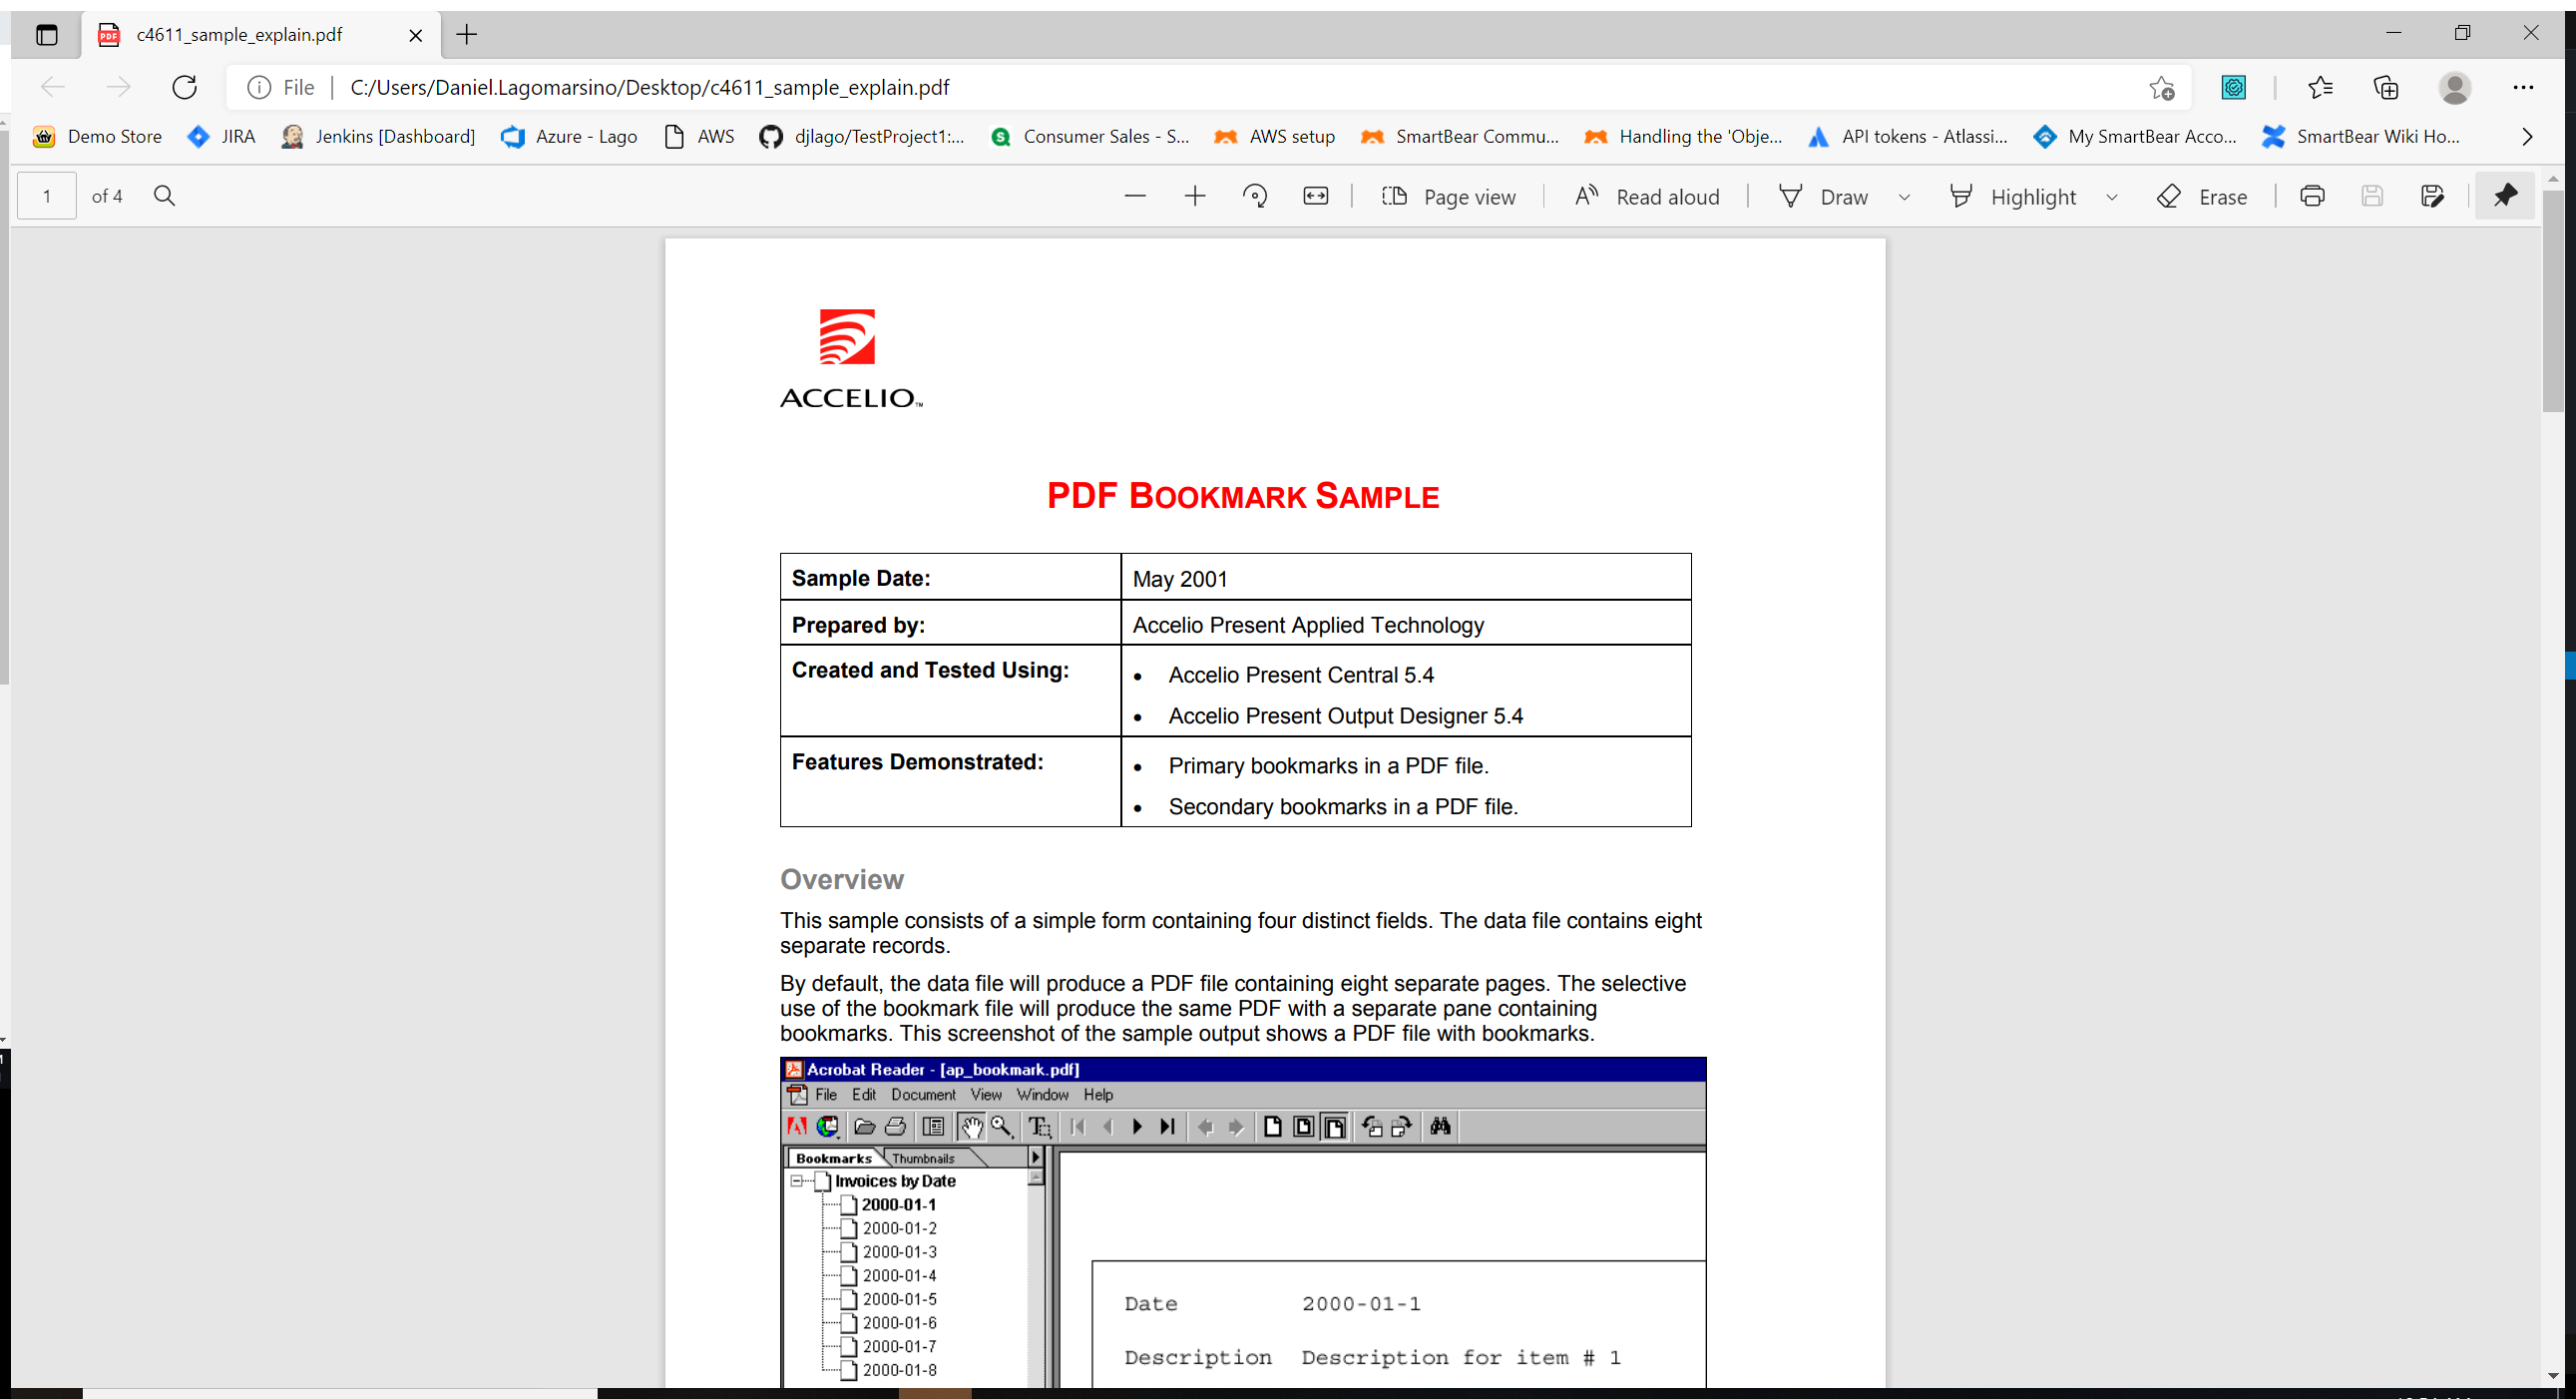 c4611_sample_explain.pdf
File C:/Users/Daniel.Lagomarsino/Desktop/c4611_sample_explain.pdf
Demo Store JIRA Jenkins [Dashboard] Azure - Lago AWS djlago/TestProject1:... Consumer Sales - S... AWS setup SmartBear Commu... Handling the 'Obje... API tokens - Atlassi... My SmartBear Acco... SmartBear Wiki Ho...
1 of 4 Page view Read aloud Draw Highlight Erase
ACCELIO™
PDF BOOKMARK SAMPLE
Sample Date: May 2001
Prepared by: Accelio Present Applied Technology
Created and Tested Using: • Accelio Present Central 5.4
• Accelio Present Output Designer 5.4
Features Demonstrated: • Primary bookmarks in a PDF file.
• Secondary bookmarks in a PDF file.
Overview
This sample consists of a simple form containing four distinct fields. The data file contains eight
separate records.
By default, the data file will produce a PDF file containing eight separate pages. The selective
use of the bookmark file will produce the same PDF with a separate pane containing
bookmarks. This screenshot of the sample output shows a PDF file with bookmarks.
Acrobat Reader - [ap_bookmark.pdf]
File Edit Document View Window Help
Bookmarks Thumbnails
Invoices by Date
2000-01-1
2000-01-2
2000-01-3
2000-01-4
2000-01-5
2000-01-6
2000-01-7
2000-01-8
Date 2000-01-1
Description Description for item # 1